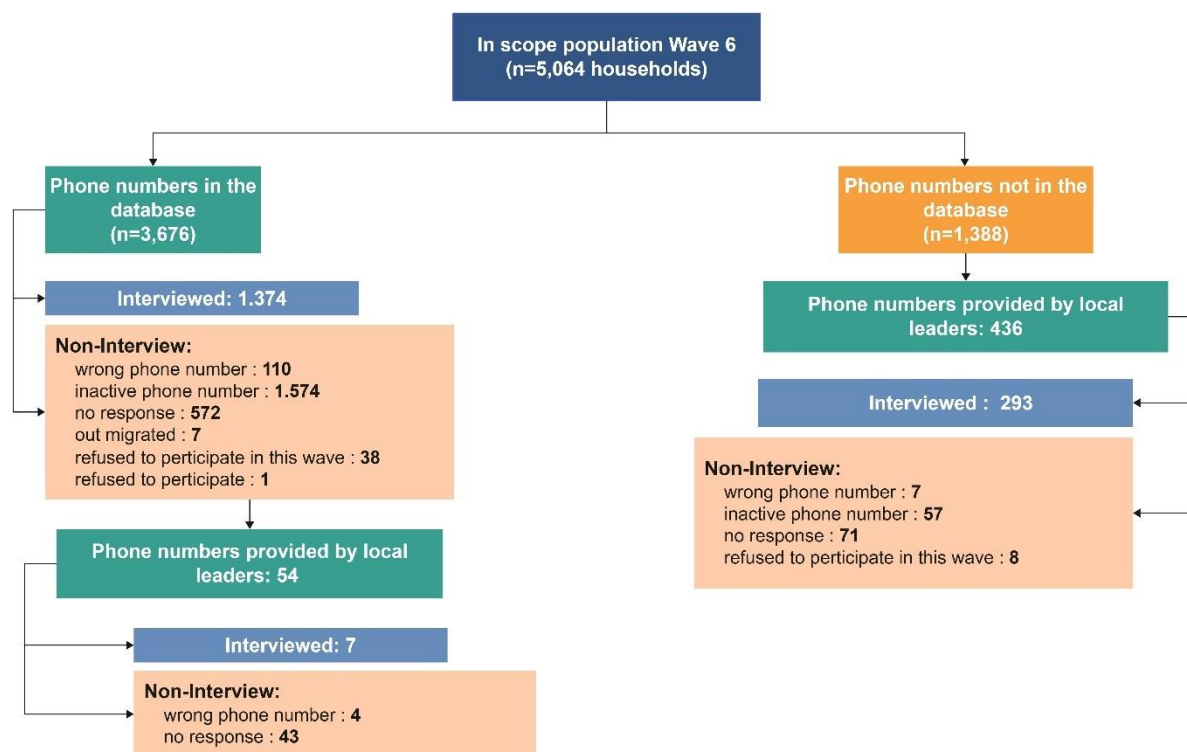 In scope population Wave 6
(n=5,064 households)
Phone numbers in the
database
(n=3,676)
Interviewed: 1.374
Non-Interview:
wrong phone number : 110
inactive phone number : 1.574
no response : 572
out migrated : 7
refused to perticipate in this wave : 38
refused to perticipate : 1
Phone numbers provided by local
leaders: 54
Interviewed: 7
Non-Interview:
wrong phone number : 4
no response : 43
Phone numbers not in the
database
(n=1,388)
Phone numbers provided by local
leaders: 436
Interviewed :  293
Non-Interview:
wrong phone number : 7
inactive phone number : 57
no response : 71
refused to perticipate in this wave : 8